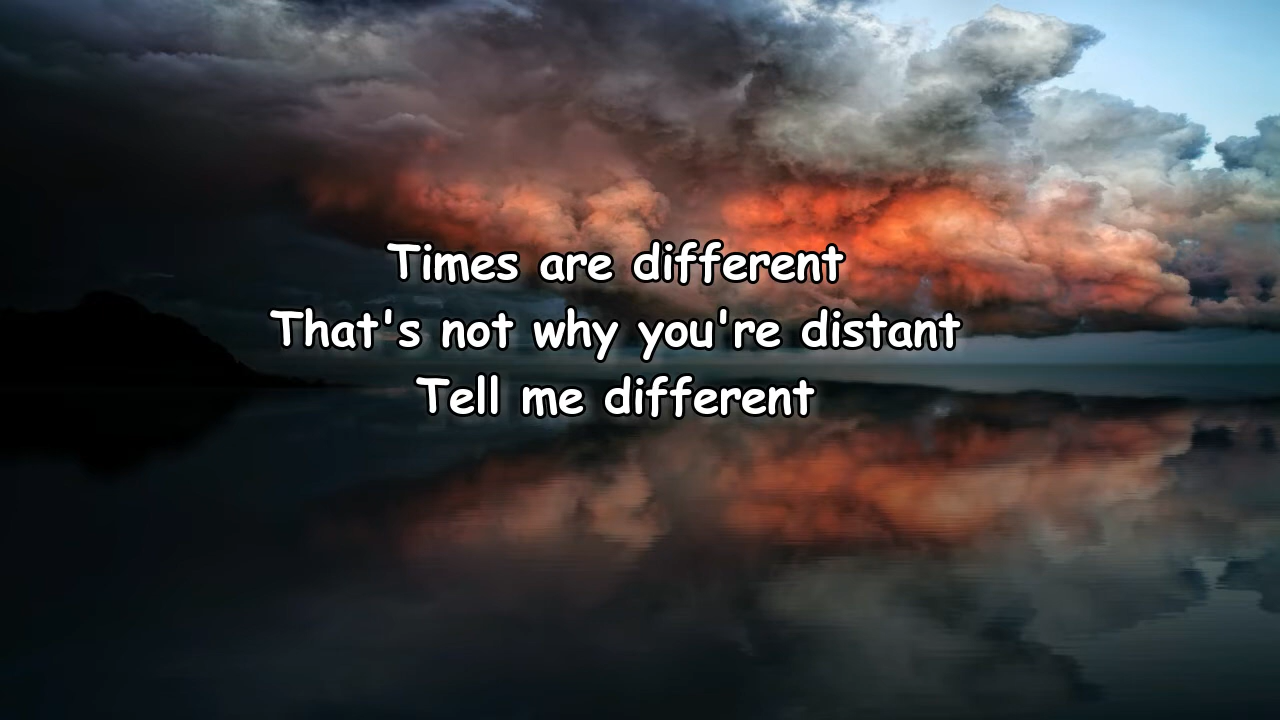 Times are different
That's not why you're distant
Tell me different